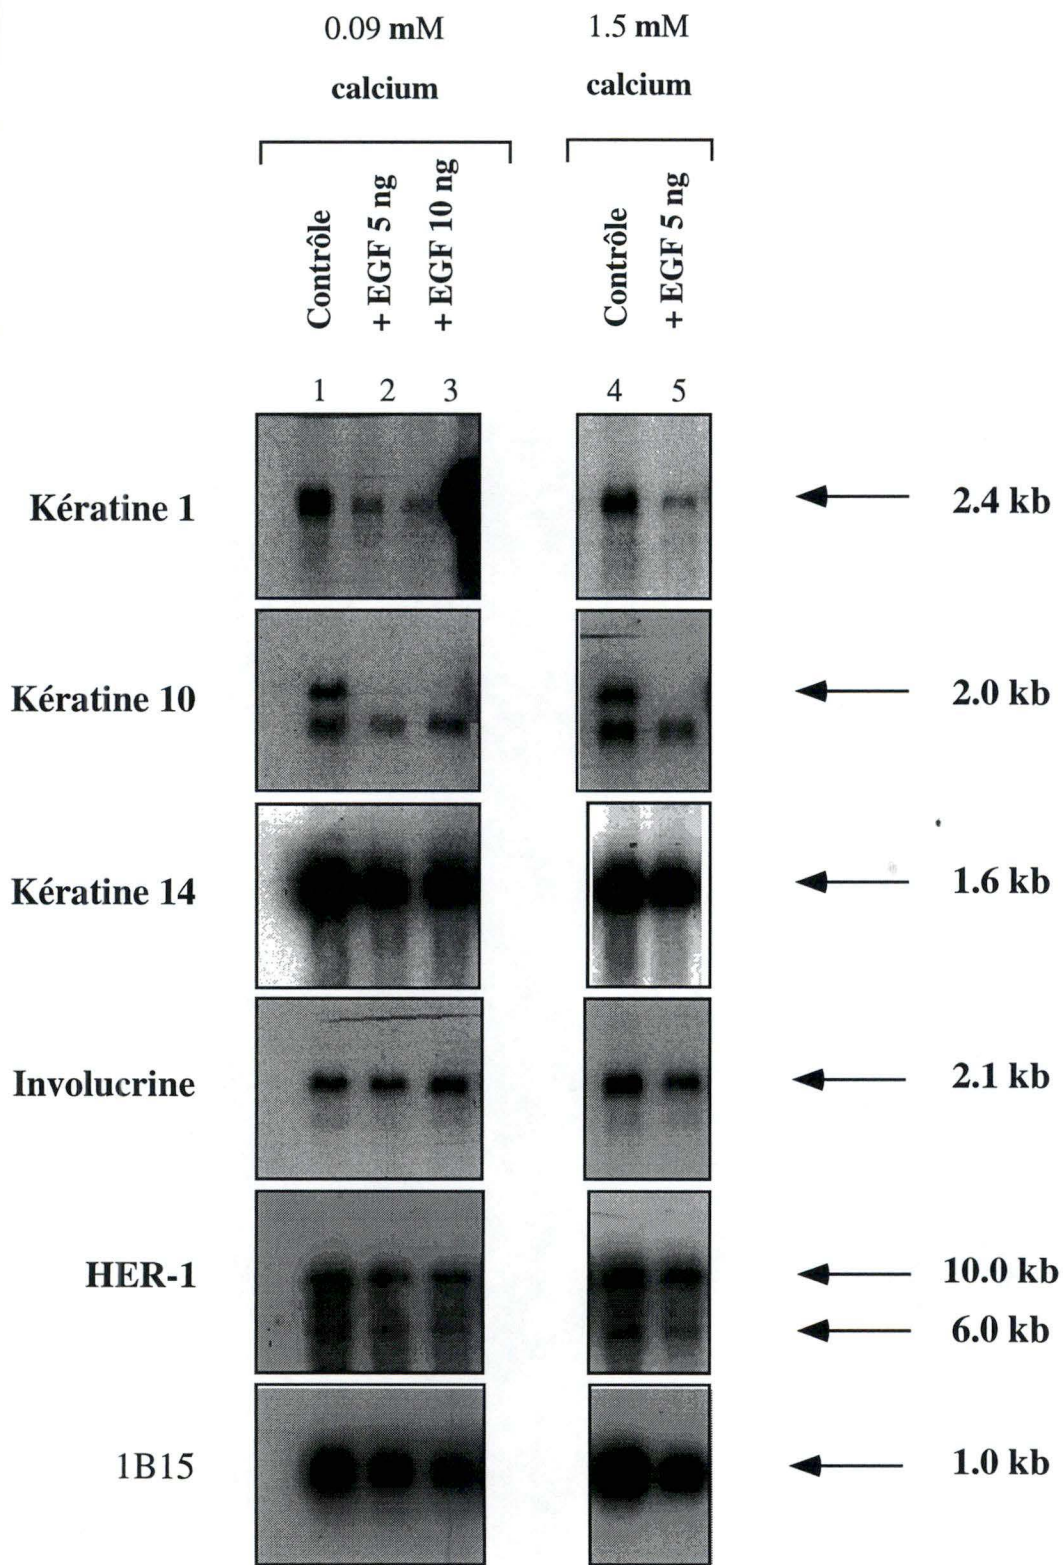 0.09 mM
calcium
1.5 mM
calcium
Contrôle
+ EGF 5 ng
+ EGF 10 ng
Contrôle
+ EGF 5 ng
1 2 3 4 5
Kératine 1 2.4 kb
Kératine 10 2.0 kb
Kératine 14 1.6 kb
Involucrine 2.1 kb
HER-1 10.0 kb
6.0 kb
1B15 1.0 kb